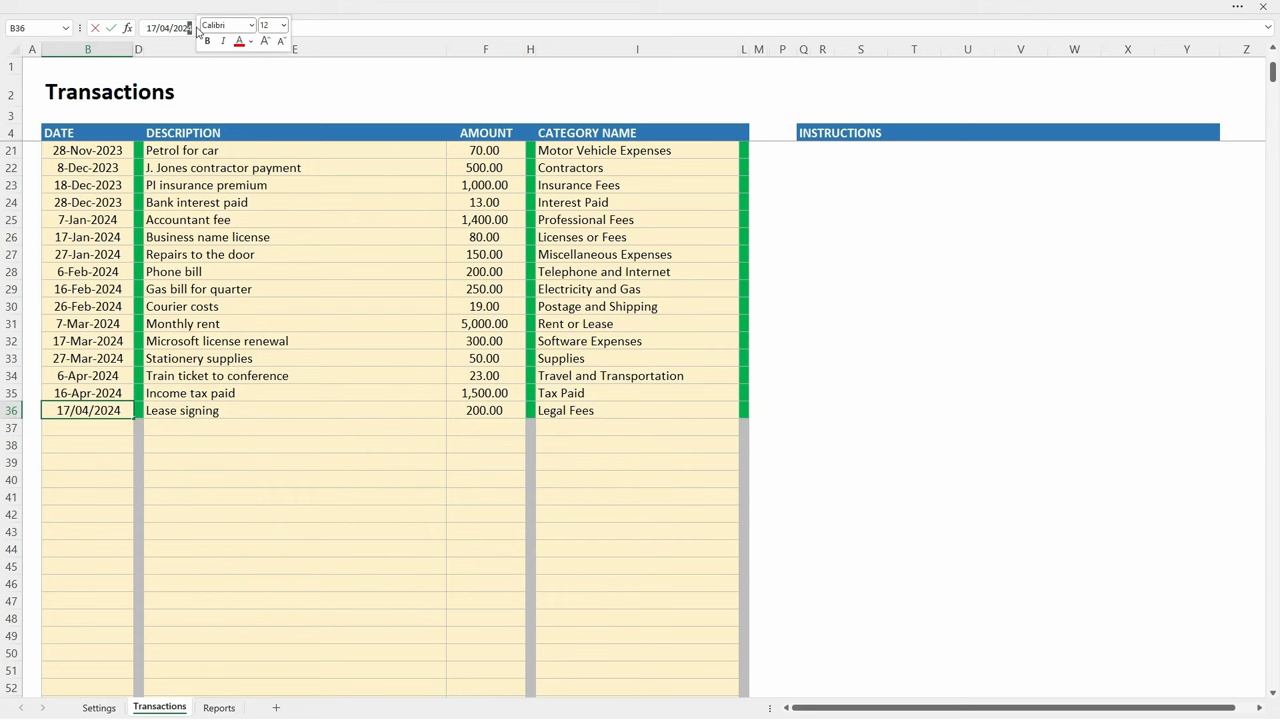 B36 fx 17/04/2024 Calibri 12
B I A A A
A B D E F H I L M P Q R S T U V W X Y Z
1
2 Transactions
3
4 DATE DESCRIPTION AMOUNT CATEGORY NAME INSTRUCTIONS
21 28-Nov-2023 Petrol for car 70.00 Motor Vehicle Expenses
22 8-Dec-2023 J. Jones contractor payment 500.00 Contractors
23 18-Dec-2023 PI insurance premium 1,000.00 Insurance Fees
24 28-Dec-2023 Bank interest paid 13.00 Interest Paid
25 7-Jan-2024 Accountant fee 1,400.00 Professional Fees
26 17-Jan-2024 Business name license 80.00 Licenses or Fees
27 27-Jan-2024 Repairs to the door 150.00 Miscellaneous Expenses
28 6-Feb-2024 Phone bill 200.00 Telephone and Internet
29 16-Feb-2024 Gas bill for quarter 250.00 Electricity and Gas
30 26-Feb-2024 Courier costs 19.00 Postage and Shipping
31 7-Mar-2024 Monthly rent 5,000.00 Rent or Lease
32 17-Mar-2024 Microsoft license renewal 300.00 Software Expenses
33 27-Mar-2024 Stationery supplies 50.00 Supplies
34 6-Apr-2024 Train ticket to conference 23.00 Travel and Transportation
35 16-Apr-2024 Income tax paid 1,500.00 Tax Paid
36 17/04/2024 Lease signing 200.00 Legal Fees
37
38
39
40
41
42
43
44
45
46
47
48
49
50
51
52
Settings Transactions Reports